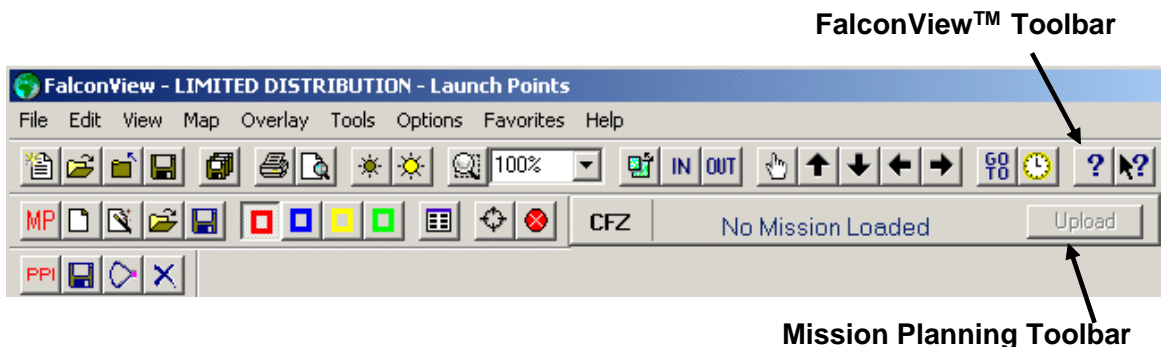 FalconView™ Toolbar
FalconView - LIMITED DISTRIBUTION - Launch Points
File Edit View Map Overlay Tools Options Favorites Help
100% IN OUT GO TO ? ?
MP CFZ No Mission Loaded Upload
PPI
Mission Planning Toolbar